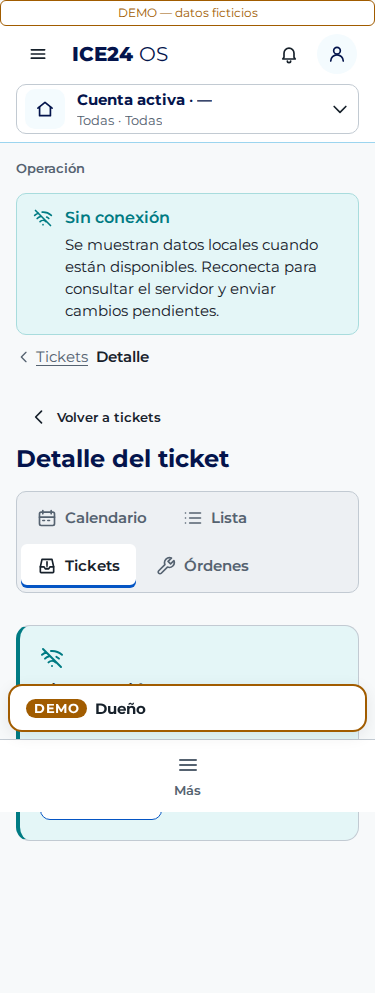 DEMO — datos ficticios
ICE24 OS
Cuenta activa · —
Todas · Todas
Operación
Sin conexión
Se muestran datos locales cuando
están disponibles. Reconecta para
consultar el servidor y enviar
cambios pendientes.
Tickets Detalle
Volver a tickets
Detalle del ticket
Calendario Lista
Tickets Órdenes
DEMO Dueño
Más